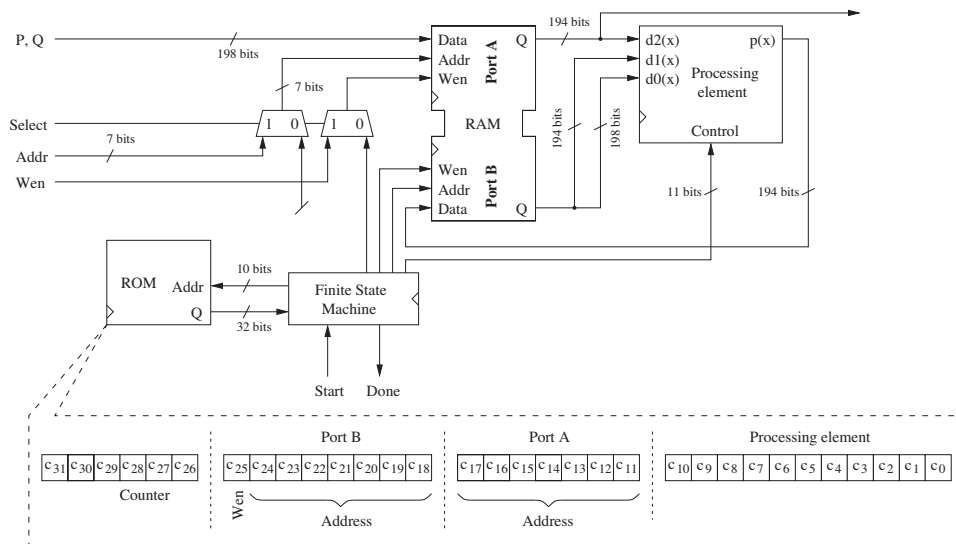 P, Q
198 bits
Select
Addr
7 bits
Wen
7 bits
1 0
1 0
Data
Addr
Wen
Port A
Q
RAM
Wen
Addr
Data
Port B
Q
194 bits
194 bits
198 bits
d2(x)
d1(x)
d0(x)
p(x)
Processing
element
Control
11 bits
194 bits
ROM
Addr
Q
10 bits
32 bits
Finite State
Machine
Start
Done
Port B
Port A
Processing element
c31 c30 c29 c28 c27 c26
c25 c24 c23 c22 c21 c20 c19 c18
c17 c16 c15 c14 c13 c12 c11
c10 c9 c8 c7 c6 c5 c4 c3 c2 c1 c0
Counter
Wen
Address
Address